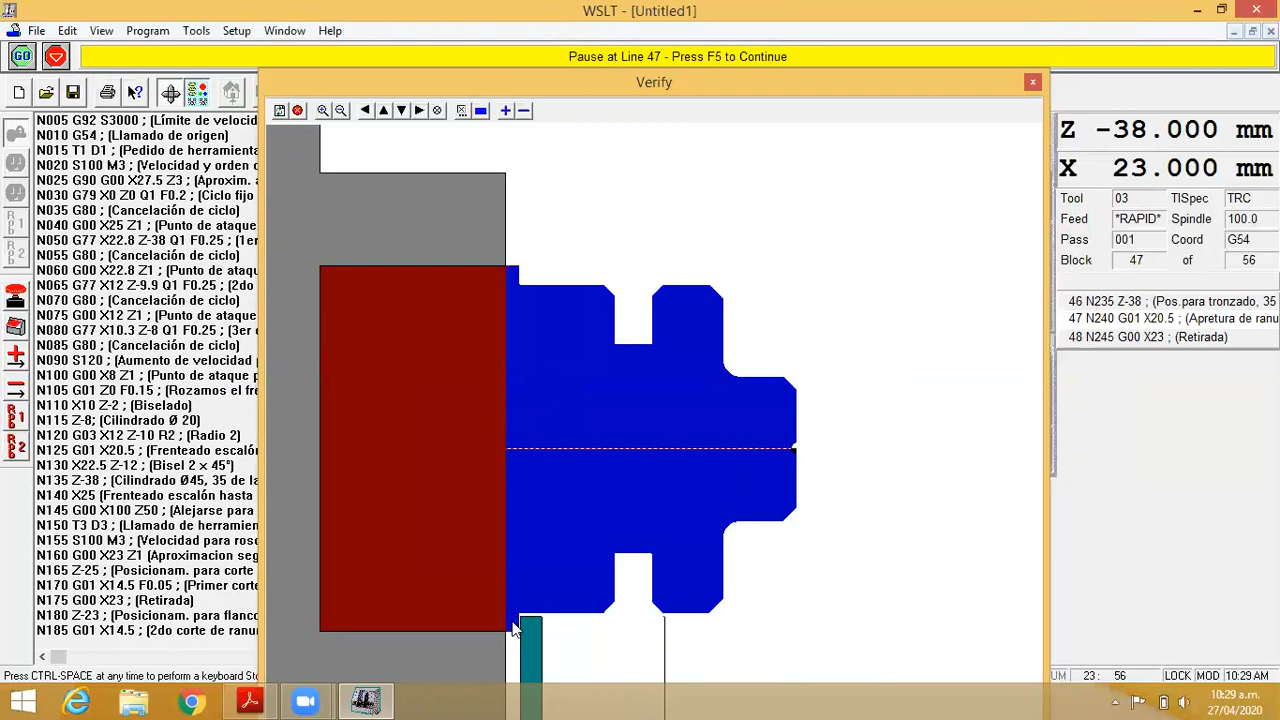 WSLT - [Untitled1]
File Edit View Program Tools Setup Window Help
GO
Pause at Line 47 - Press F5 to Continue
Verify
N005 G92 S3000 ; (Límite de velocid
N010 G54 ; (Llamado de origen)
N015 T1 D1 ; (Pedido de herramienta
N020 S100 M3 ; (Velocidad y orden c
N025 G90 G00 X27.5 Z3 ; (Aproxim. a
N030 G79 X0 Z0 Q1 F0.2 ; (Ciclo fijo
N035 G80 ; (Cancelación de ciclo)
N040 G00 X25 Z1 ; (Punto de ataque
N050 G77 X22.8 Z-38 Q1 F0.25 ; (1er
N055 G80 ; (Cancelación de ciclo)
N060 G00 X22.8 Z1 ; (Punto de ataqu
N065 G77 X12 Z-9.9 Q1 F0.25 ; (2do
N070 G80 ; (Cancelación de ciclo)
N075 G00 X12 Z1 ; (Punto de ataque
N080 G77 X10.3 Z-8 Q1 F0.25 ; (3er c
N085 G80 ; (Cancelación de ciclo)
N090 S120 ; (Aumento de velocidad p
N100 G00 X8 Z1 ; (Punto de ataque p
N105 G01 Z0 F0.15 ; (Rozamos el fre
N110 X10 Z-2 ; (Biselado)
N115 Z-8; (Cilindrado Ø 20)
N120 G03 X12 Z-10 R2 ; (Radio 2)
N125 G01 X20.5 ; (Frenteado escalón
N130 X22.5 Z-12 ; (Bisel 2 x 45°)
N135 Z-38 ; (Cilindro Ø45, 35 de la
N140 X25 ; (Frenteado escalón hasta
N145 G00 X100 Z50 ; (Alejarse para c
N150 T3 D3 ; (Llamado de herramien
N155 S100 M3 ; (Velocidad para rosc
N160 G00 X23 Z1 (Aproximacion seg
N165 Z-25 ; (Posicionam. para corte
N170 G01 X14.5 F0.05 ; (Primer corte
N175 G00 X23 ; (Retirada)
N180 Z-23 ; (Posicionam. para flanco
N185 G01 X14.5 ; (2do corte de ranu
Z -38.000 mm
X 23.000 mm
Tool 03 TlSpec TRC
Feed *RAPID* Spindle 100.0
Pass 001 Coord G54
Block 47 of 56
46 N235 Z-38 ; (Pos.para tronzado, 35
47 N240 G01 X20.5 ; (Apretura de ranu
48 N245 G00 X23 ; (Retirada)
Press CTRL-SPACE at any time to perform a keyboard
UM 23 : 56 LOCK MOD 10:29 AM
10:29 a.m.
27/04/2020